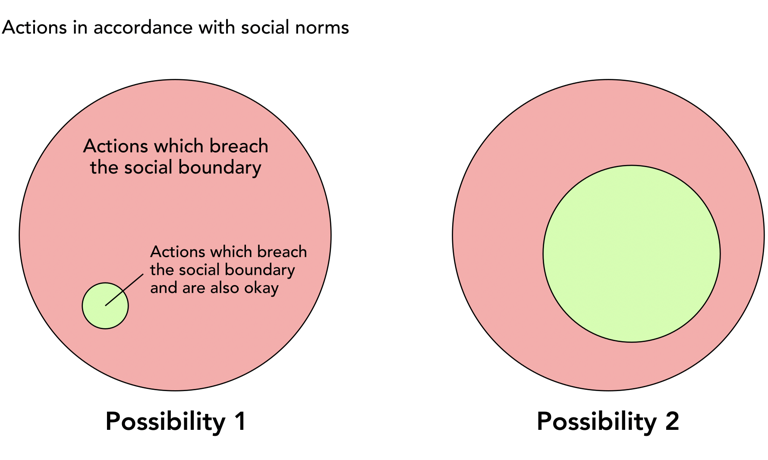 Actions in accordance with social norms
Actions which breach
the social boundary
Actions which breach
the social boundary
and are also okay
Possibility 1
Possibility 2